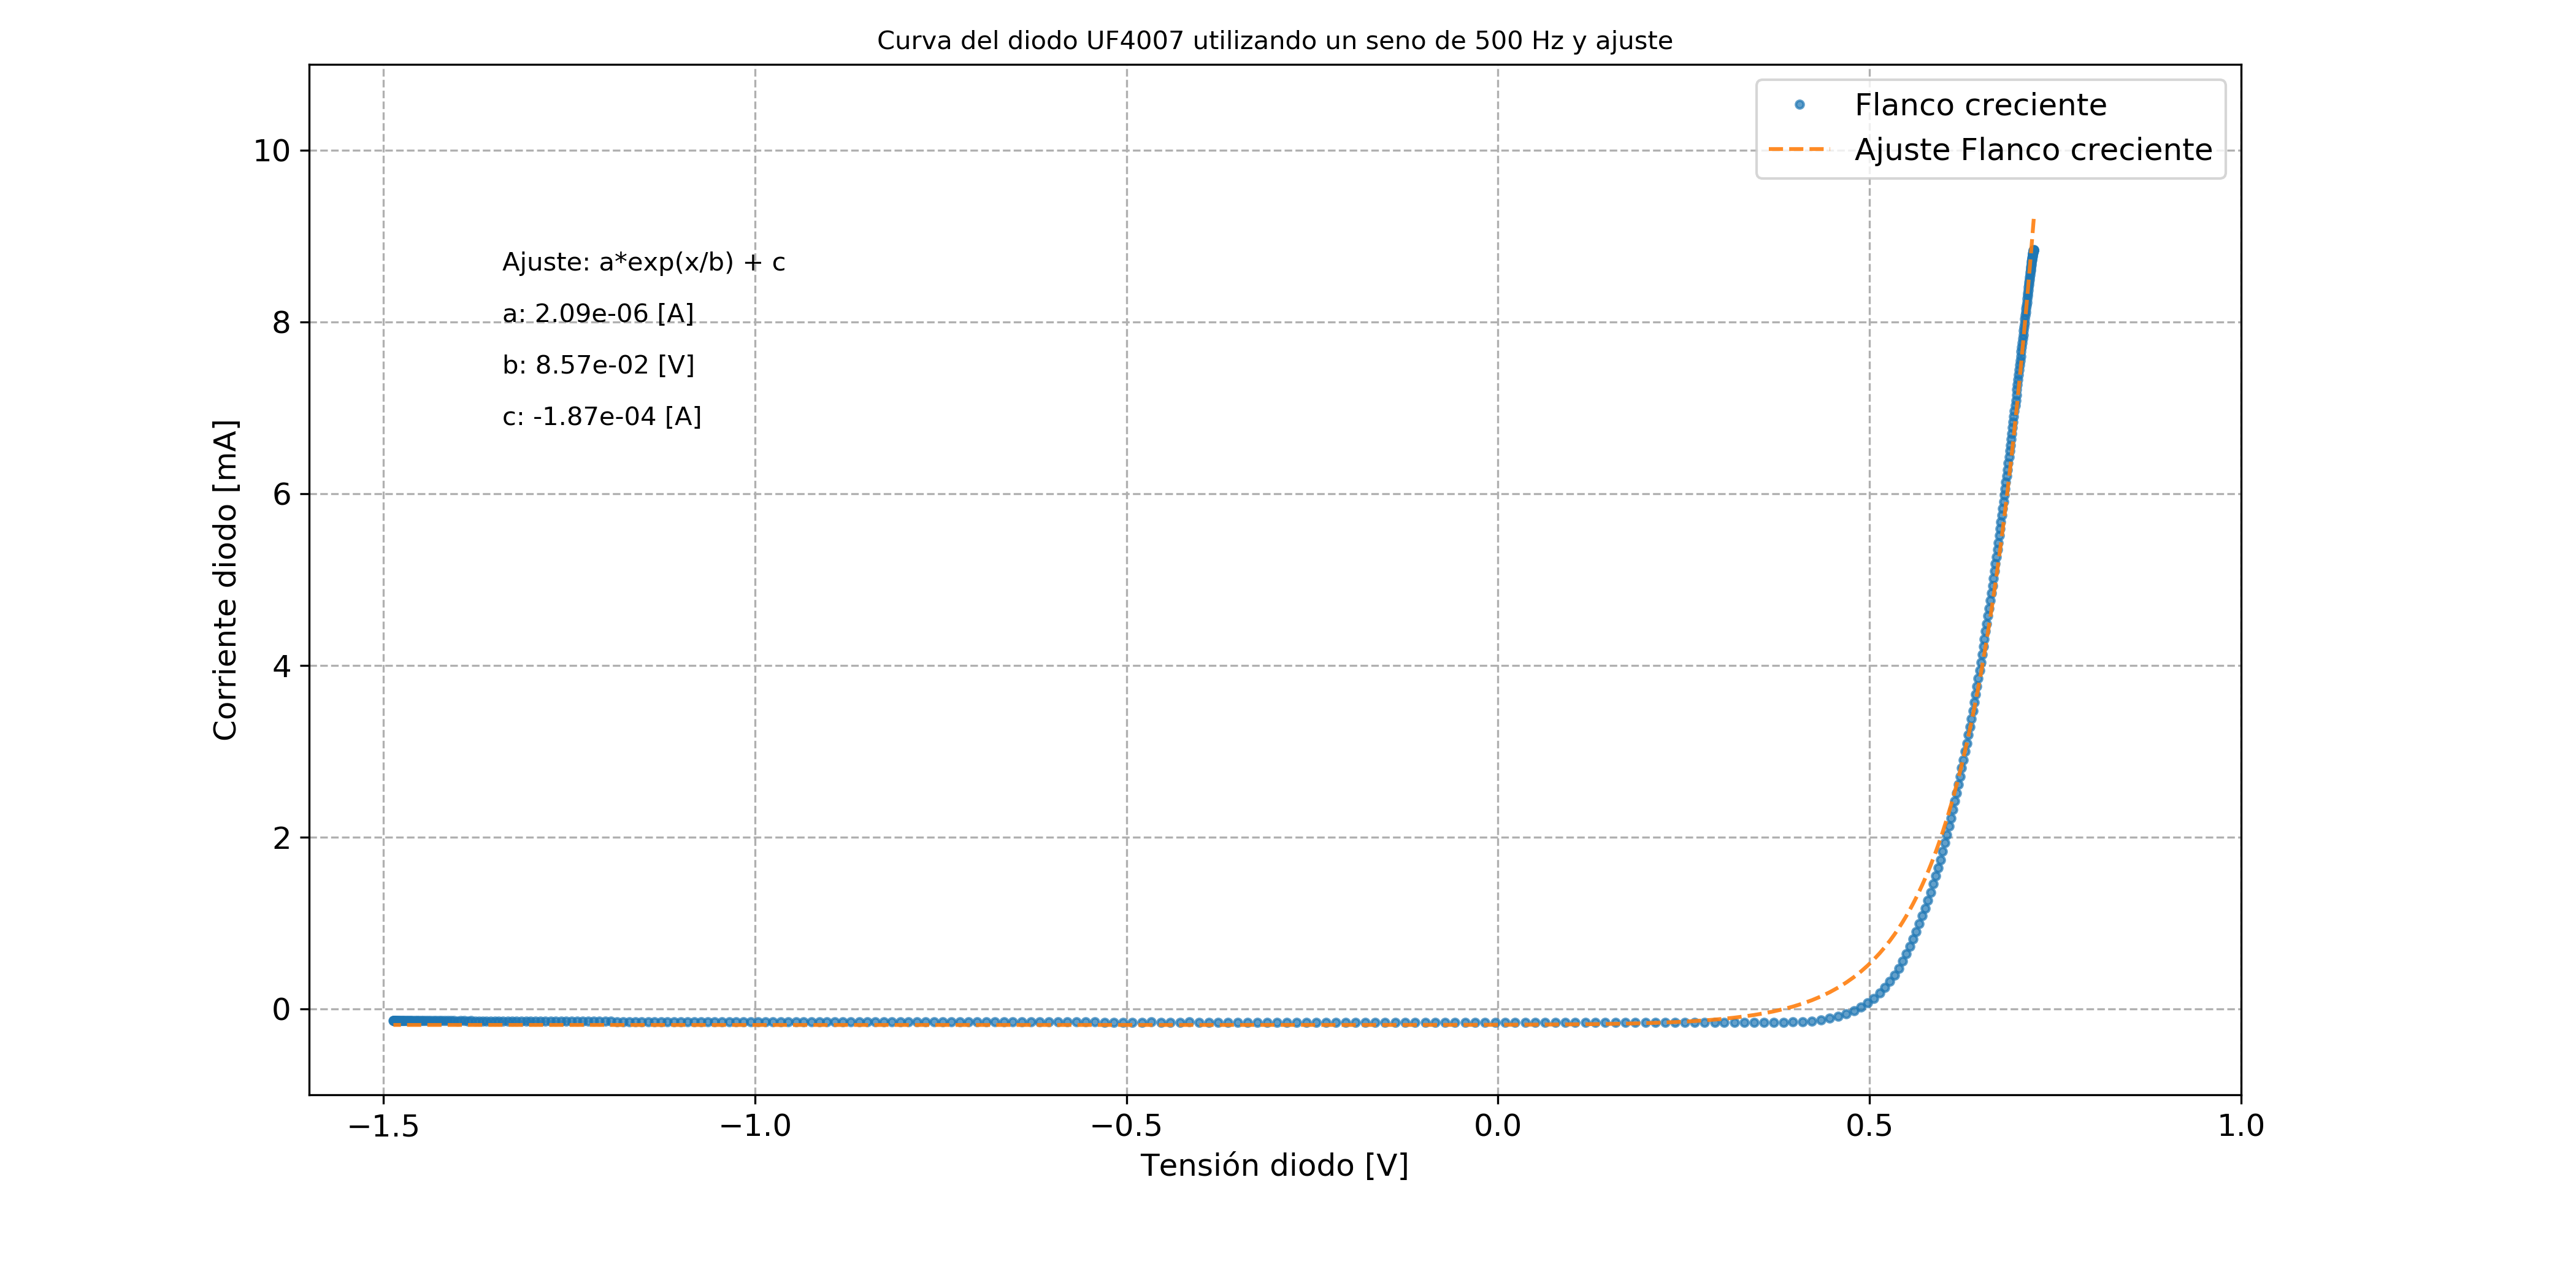 Curva del diodo UF4007 utilizando un seno de 500 Hz y ajuste
Flanco creciente
Ajuste Flanco creciente
Ajuste: a*exp(x/b) + c
a: 2.09e-06 [A]
b: 8.57e-02 [V]
c: -1.87e-04 [A]
Corriente diodo [mA]
10
8
6
4
2
0
−1.5 −1.0 −0.5 0.0 0.5 1.0
Tensión diodo [V]